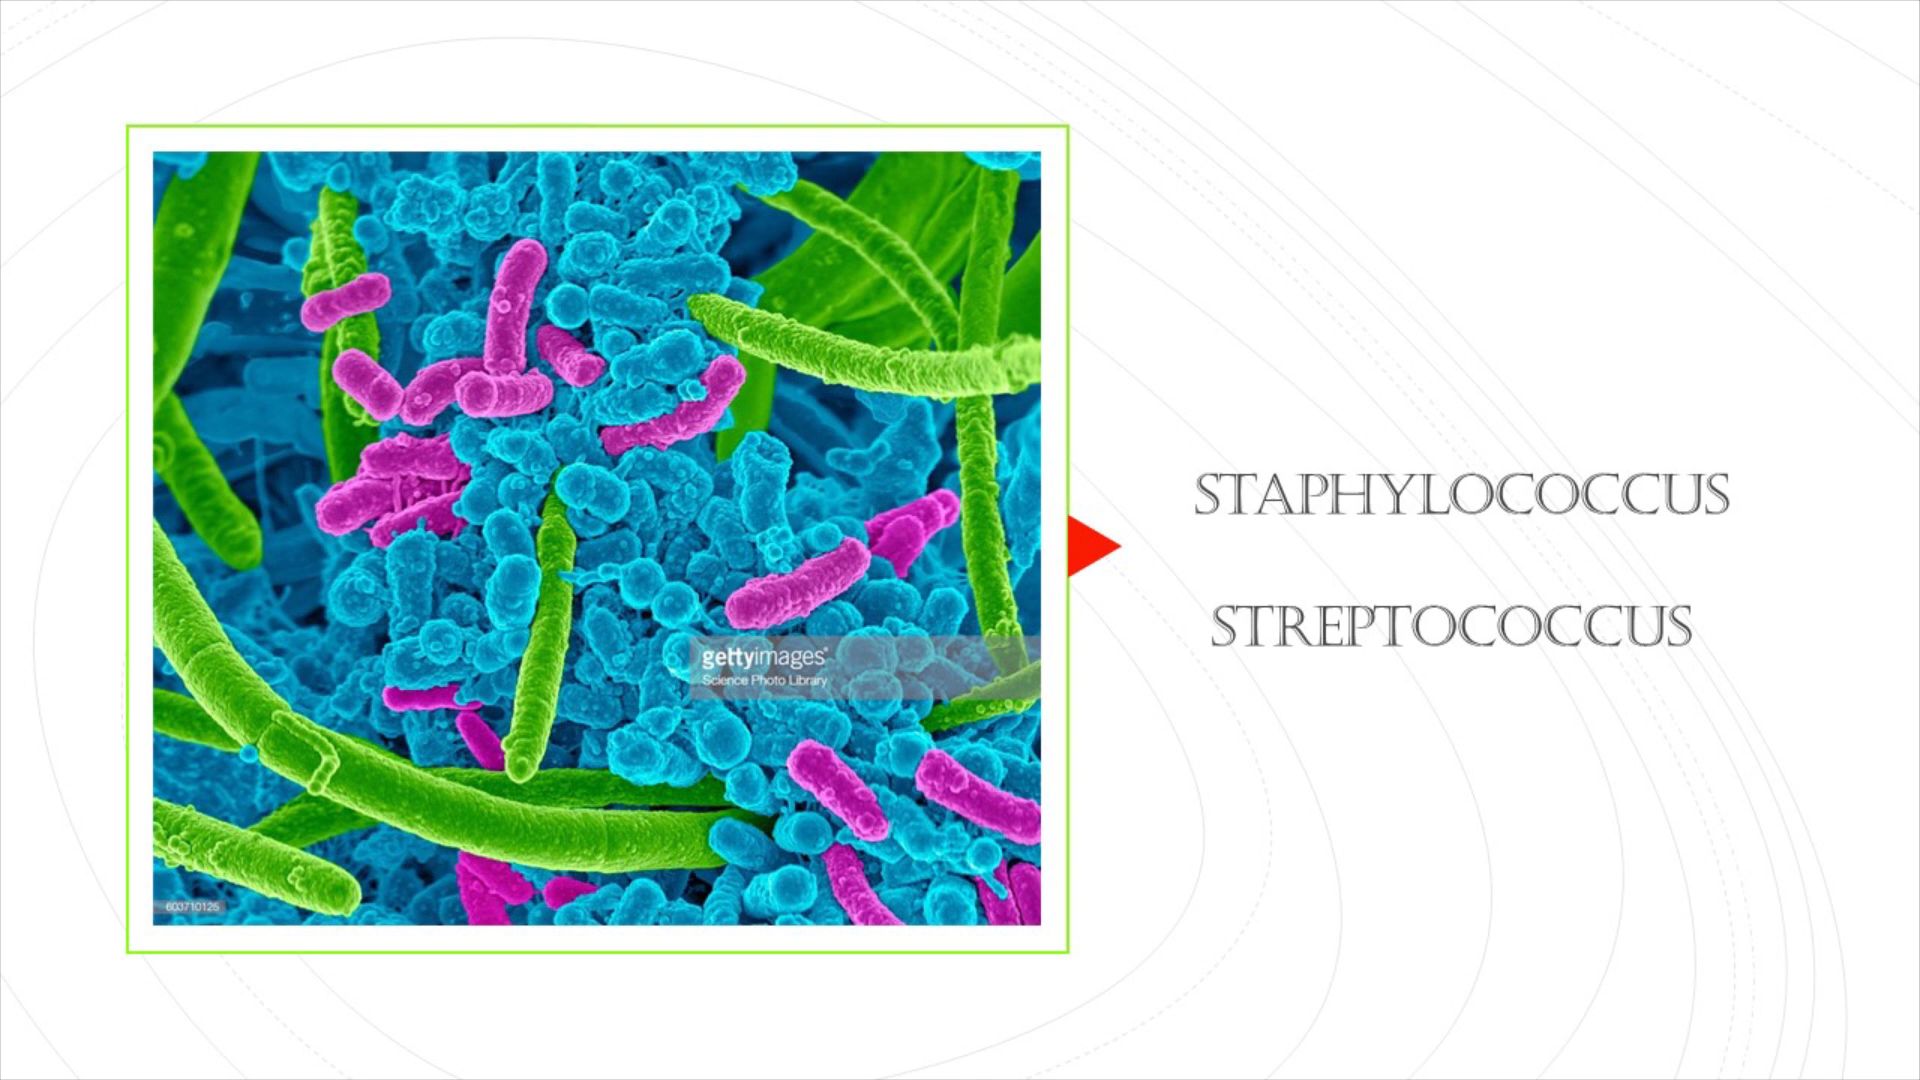 gettyimages®
Science Photo Library
603710125
STAPHYLOCOCCUS
STREPTOCOCCUS